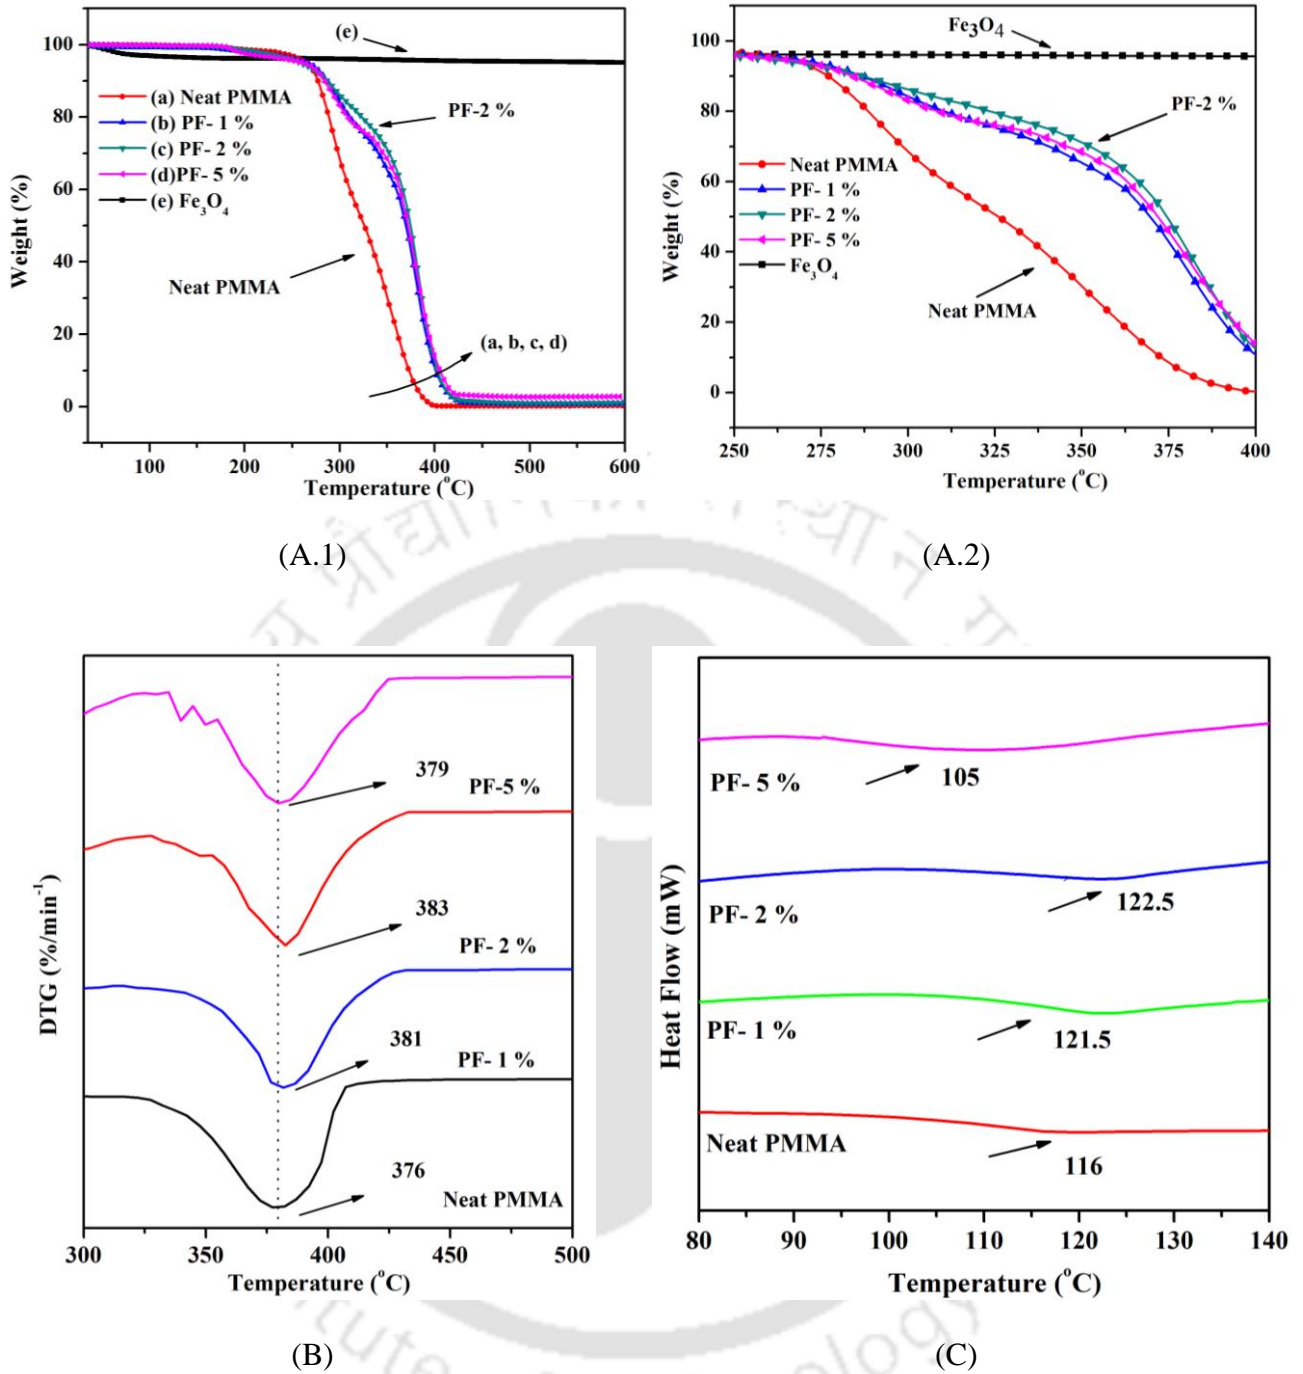 (e)
100
80
60
40
20
0
(a) Neat PMMA
(b) PF- 1 %
(c) PF- 2 %
(d)PF- 5 %
(e) Fe₃O₄
PF-2 %
Neat PMMA
(a, b, c, d)
Weight (%)
100 200 300 400 500 600
Temperature (°C)
(A.1)
Fe₃O₄
100
80
60
40
20
0
PF-2 %
Neat PMMA
PF- 1 %
PF- 2 %
PF- 5 %
Fe₃O₄
Neat PMMA
Weight (%)
250 275 300 325 350 375 400
Temperature (°C)
(A.2)
379
PF-5 %
383
PF- 2 %
381
PF- 1 %
376
Neat PMMA
DTG (%/min⁻¹)
300 350 400 450 500
Temperature (°C)
(B)
PF- 5 %
105
PF- 2 %
122.5
PF- 1 %
121.5
Neat PMMA
116
Heat Flow (mW)
80 90 100 110 120 130 140
Temperature (°C)
(C)